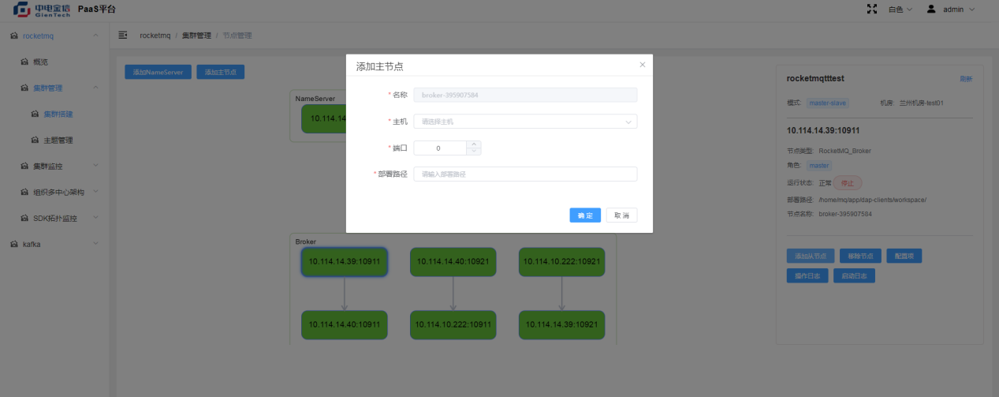 中电金信 GienTech PaaS平台
白色 admin
rocketmq
rocketmq / 集群管理 / 节点管理
概览
集群管理
集群搭建
主题管理
集群监控
组织多中心架构
SDK拓扑监控
kafka
添加NameServer 添加主节点
NameServer
10.114.14
添加主节点
* 名称 broker-395907584
* 主机 请选择主机
* 端口 0
* 部署路径 请输入部署路径
确 定 取 消
Broker
10.114.14.39:10911 10.114.14.40:10921 10.114.10.222:10921
10.114.14.40:10911 10.114.10.222:10911 10.114.14.39:10921
rocketmqtttest 刷新
模式: master-slave 机房: 兰州机房-test01
10.114.14.39:10911
节点类型: RocketMQ_Broker
角色: master
运行状态: 正常 停止
部署路径: /home/mq/app/dap-clients/workspace/
节点名称: broker-395907584
添加从节点 移除节点 配置项
操作日志 启动日志